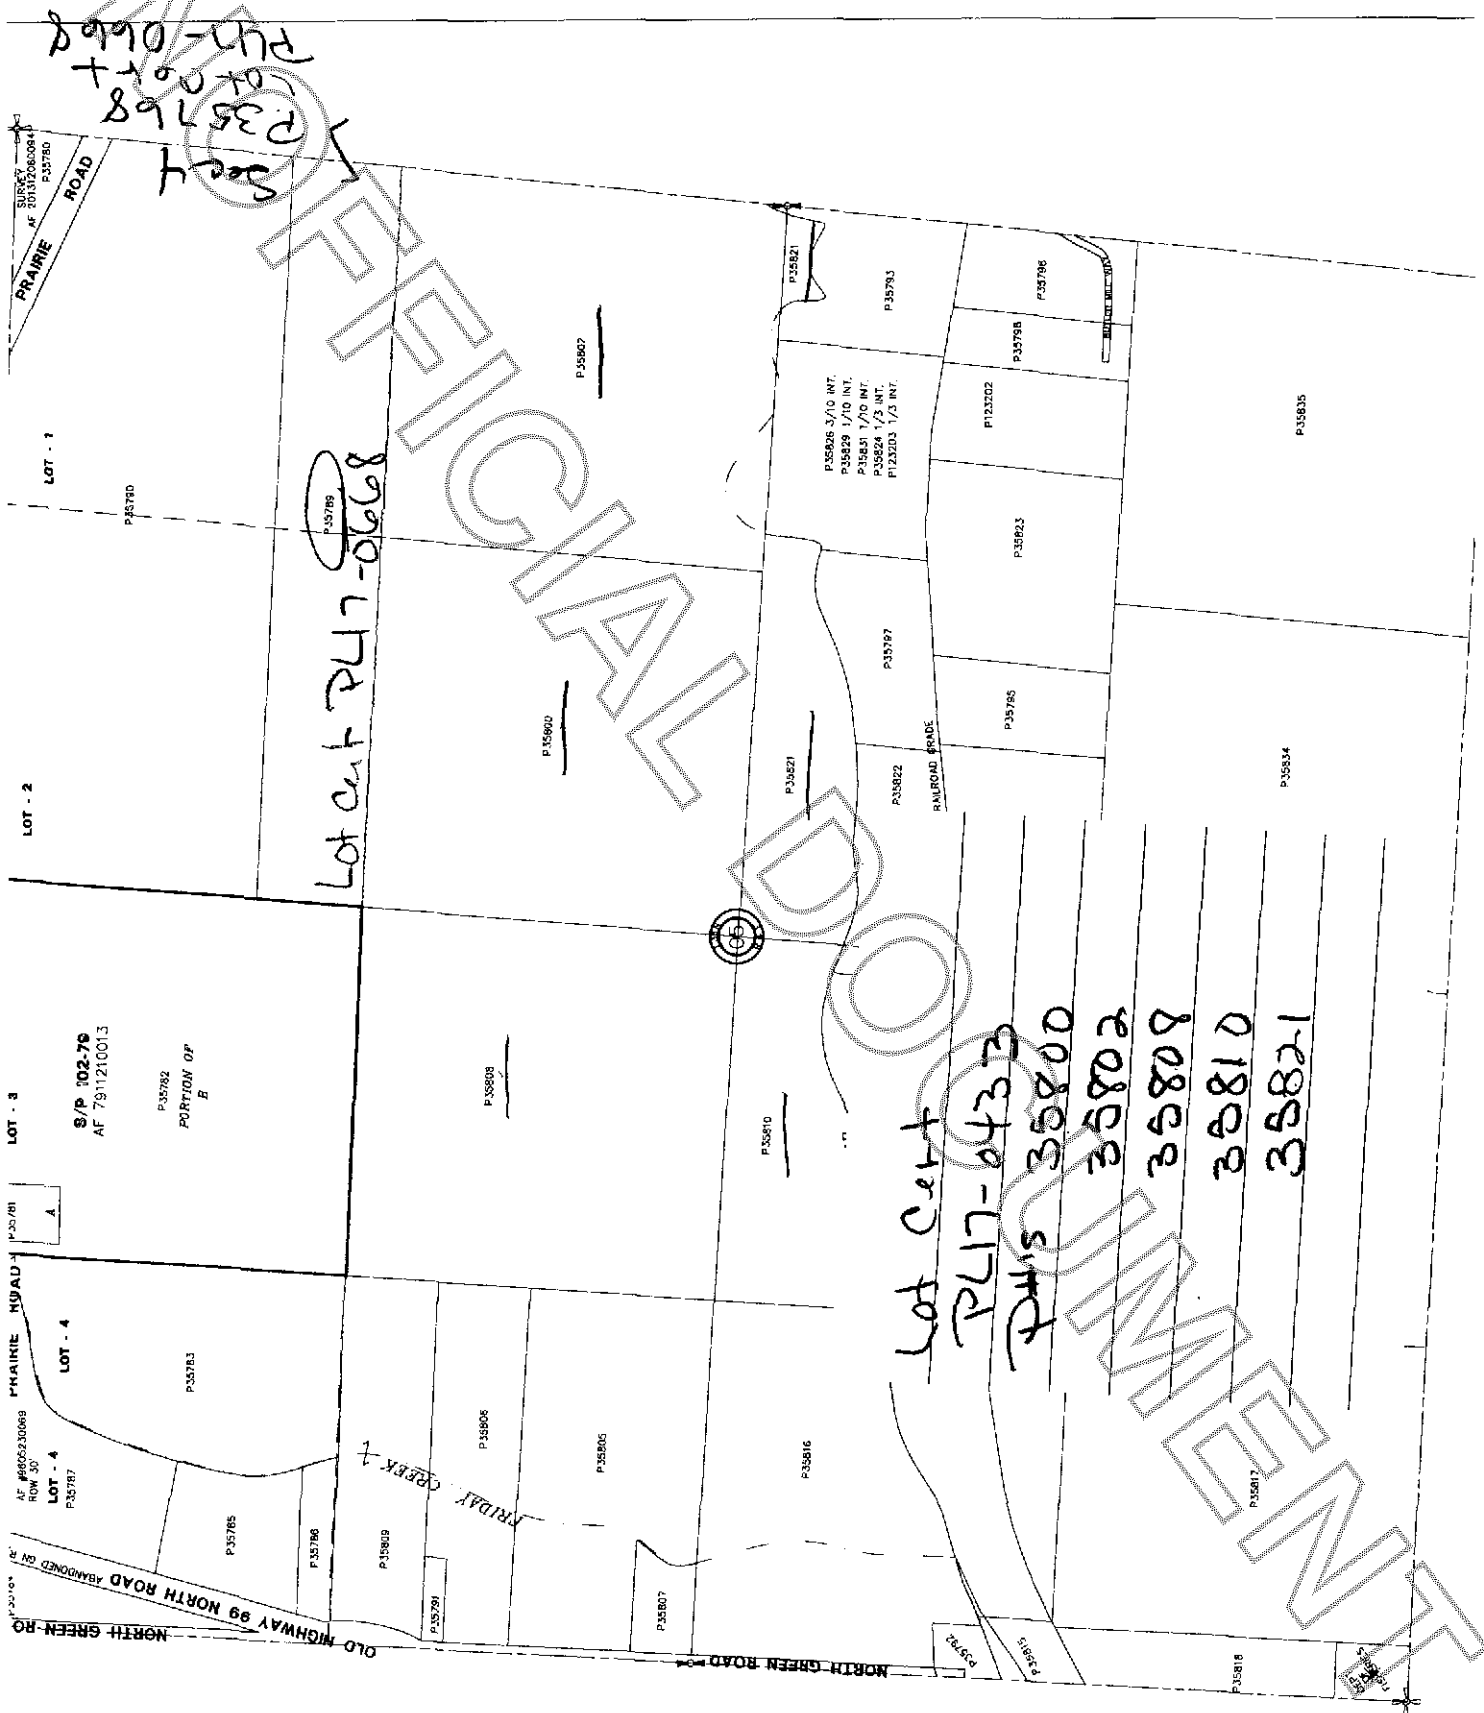 PL17-0668
Lot Cert
P35768
Sec 4
SURVEY
AF 201312060094
P35780
PRAIRIE ROAD
LOT - 1
P35790
LOT - 2
P35789
Lot Cert PL17-0668
P35802
P35800
P35821
P35793
P35796
P35798
P123202
P35826 3/10 INT.
P35829 1/10 INT.
P35831 1/10 INT.
P35824 1/3 INT.
P123203 1/3 INT.
P35823
P35835
P35797
P35795
P35821
P35822
RAILROAD GRADE
P35834
LOT - 3
S/P 102-79
AF 7911210013
P35782
PORTION OF
B
P35781
A
P35808
P35810
05
PRAIRIE ROAD
LOT - 4
P35783
AF #9605230069
ROW 30'
LOT - 4
P35787
P35785
P35786
P35809
P35791
P35806
P35805
FRIDAY CREEK
P35816
P35807
ABANDONED GN
OLD HIGHWAY 99 NORTH ROAD
NORTH GREEN RO
NORTH GREEN ROAD
P35792
P35815
P35817
P35818
Lot Cert
PL17-0433
P#'s 35800
35802
35808
35810
35821
UNOFFICIAL DOCUMENT